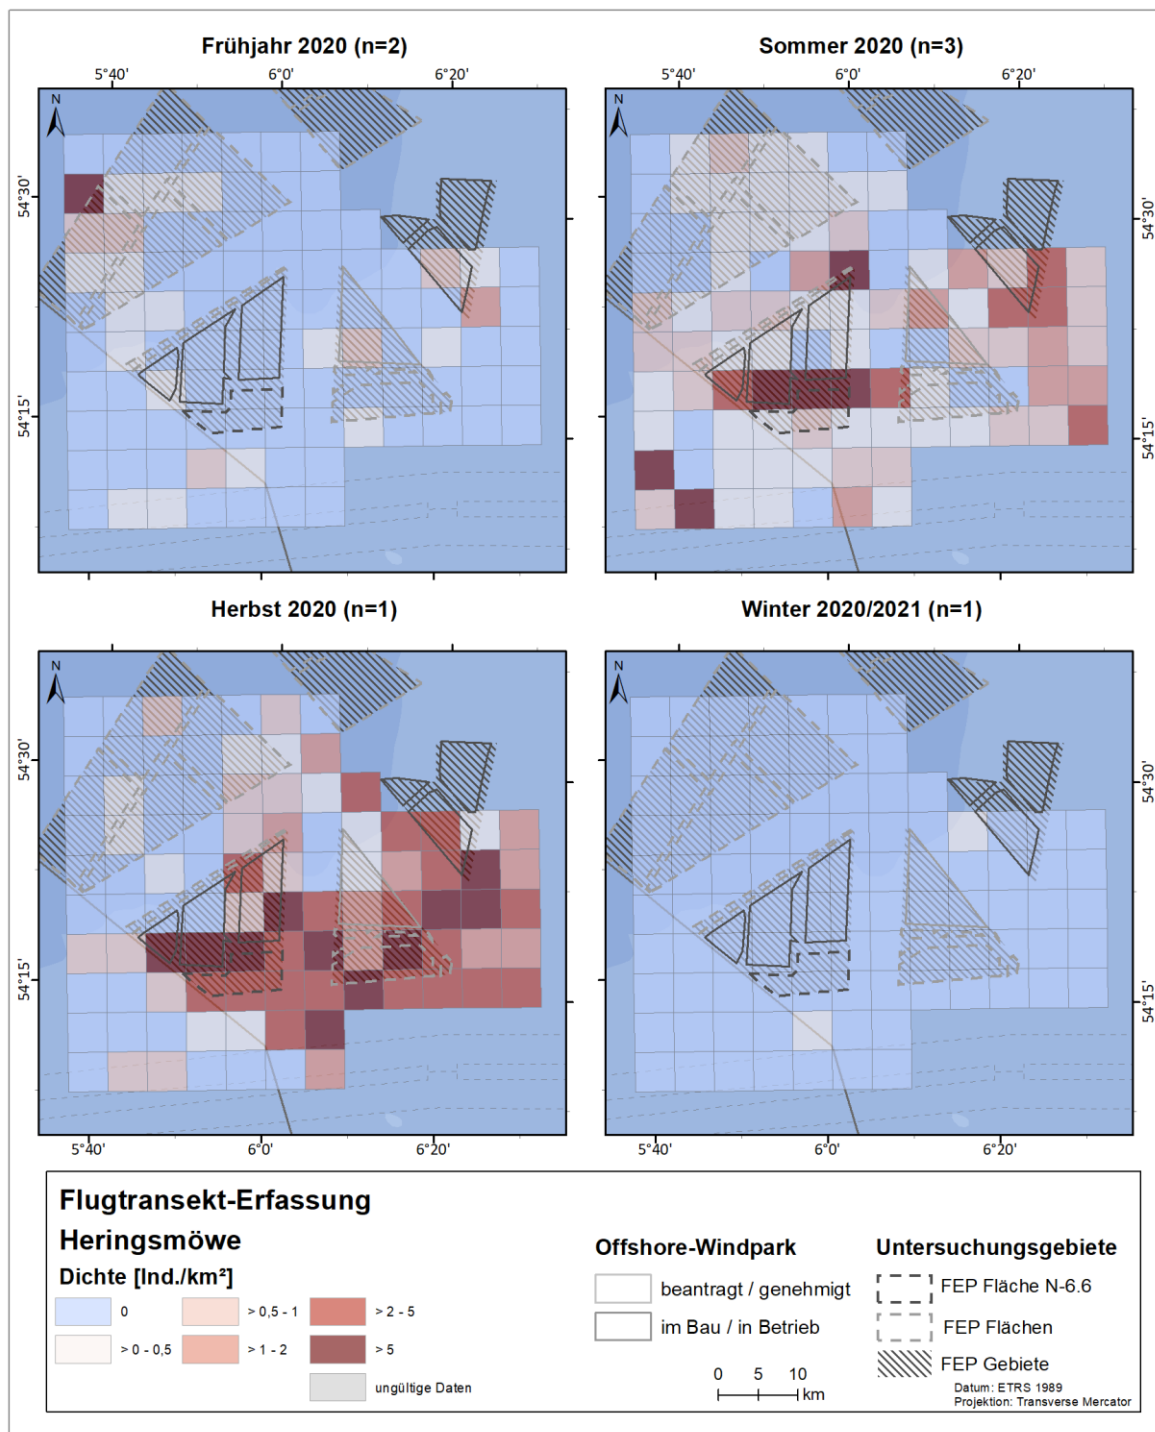 Frühjahr 2020 (n=2)
Sommer 2020 (n=3)
5°40'
6°0'
6°20'
5°40'
6°0'
6°20'
N
N
54°30'
54°30'
54°30'
54°15'
54°15'
54°15'
Herbst 2020 (n=1)
Winter 2020/2021 (n=1)
N
N
54°30'
54°30'
54°15'
54°15'
5°40'
6°0'
6°20'
5°40'
6°0'
6°20'
Flugtransekt-Erfassung
Heringsmöwe
Dichte [Ind./km²]
0
> 0,5 - 1
> 2 - 5
> 0 - 0,5
> 1 - 2
> 5
ungültige Daten
Offshore-Windpark
beantragt / genehmigt
im Bau / in Betrieb
0 5 10
km
Untersuchungsgebiete
FEP Fläche N-6.6
FEP Flächen
FEP Gebiete
Datum: ETRS 1989
Projektion: Transverse Mercator